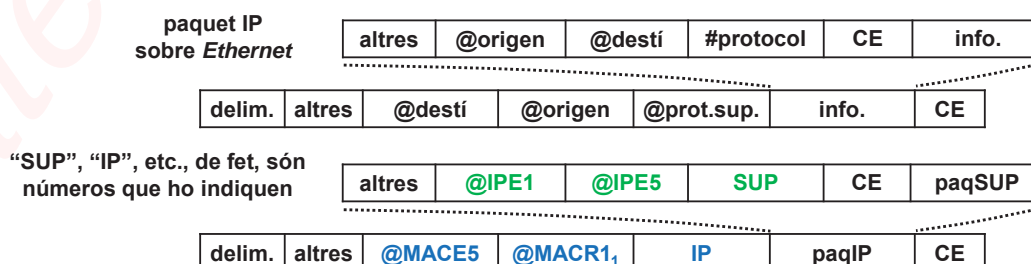 paquet IP
sobre Ethernet
altres @origen @destí #protocol CE info.
delim. altres @destí @origen @prot.sup. info. CE
“SUP”, “IP”, etc., de fet, són
números que ho indiquen
altres @IPE1 @IPE5 SUP CE paqSUP
delim. altres @MACE5 @MACR1₁ IP paqIP CE